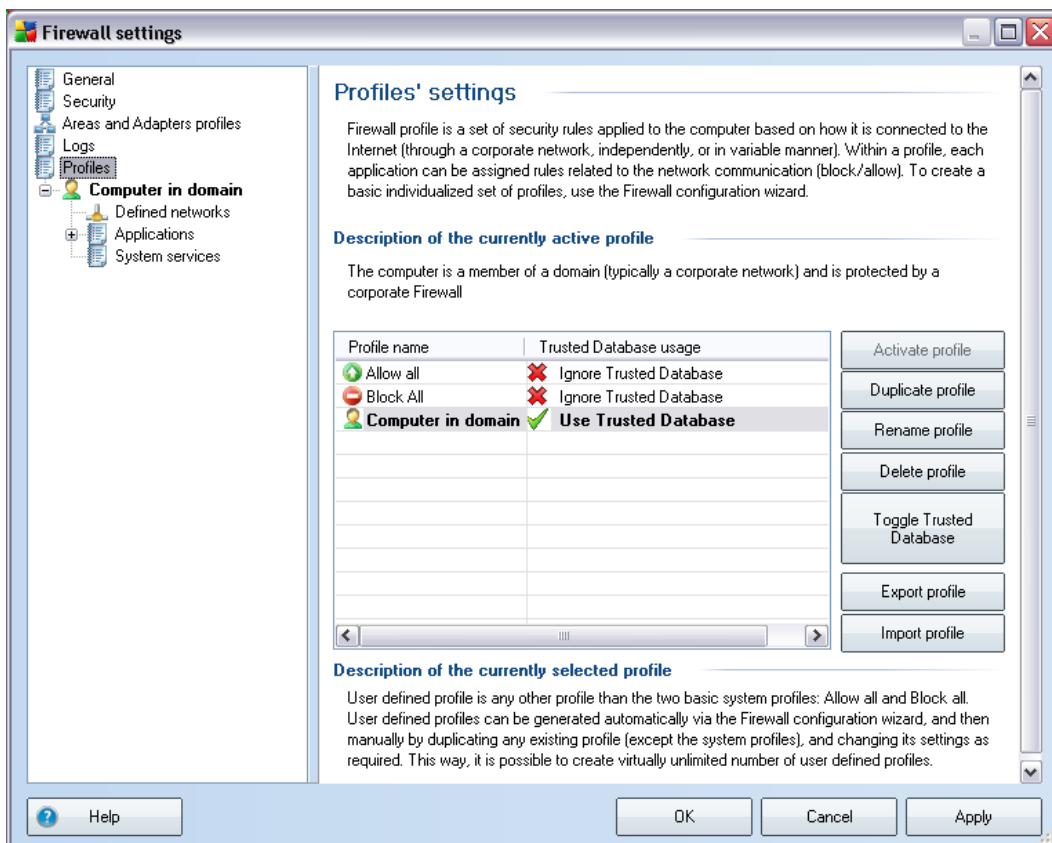 Firewall settings
General
Security
Areas and Adapters profiles
Logs
Profiles
Computer in domain
Defined networks
Applications
System services
Profiles' settings
Firewall profile is a set of security rules applied to the computer based on how it is connected to the
Internet (through a corporate network, independently, or in variable manner). Within a profile, each
application can be assigned rules related to the network communication (block/allow). To create a
basic individualized set of profiles, use the Firewall configuration wizard.
Description of the currently active profile
The computer is a member of a domain (typically a corporate network) and is protected by a
corporate Firewall
Profile name Trusted Database usage
Allow all Ignore Trusted Database
Block All Ignore Trusted Database
Computer in domain Use Trusted Database
Activate profile
Duplicate profile
Rename profile
Delete profile
Toggle Trusted
Database
Export profile
Import profile
Description of the currently selected profile
User defined profile is any other profile than the two basic system profiles: Allow all and Block all.
User defined profiles can be generated automatically via the Firewall configuration wizard, and then
manually by duplicating any existing profile (except the system profiles), and changing its settings as
required. This way, it is possible to create virtually unlimited number of user defined profiles.
Help
OK
Cancel
Apply